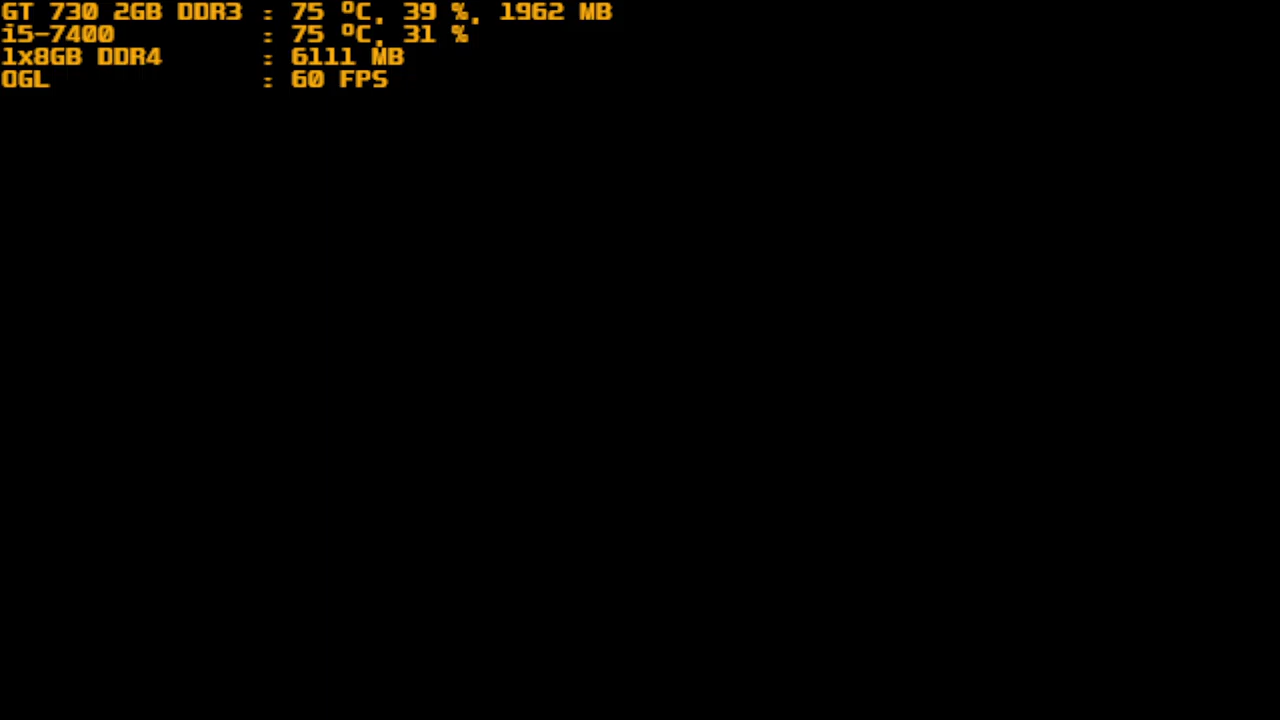 GT 730 2GB DDR3 : 75 ºC, 39 %, 1962 MB
i5-7400 : 75 ºC, 31 %
1x8GB DDR4 : 6111 MB
OGL : 60 FPS